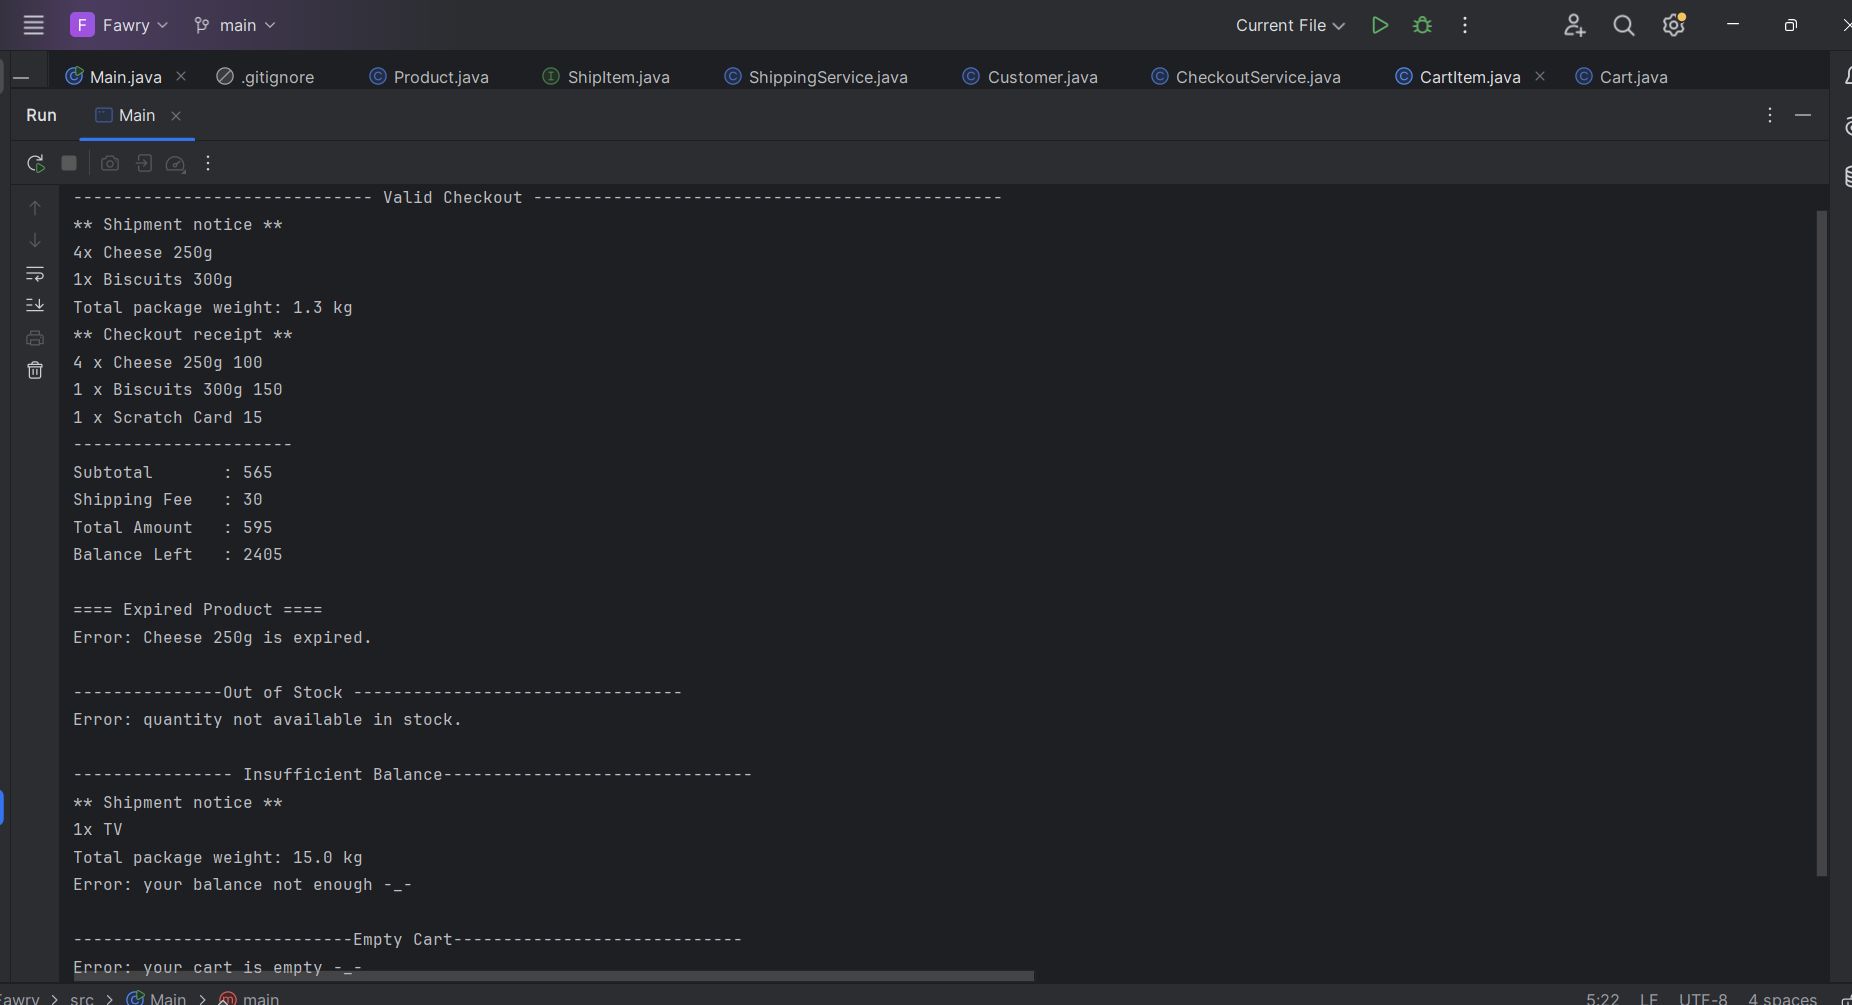 F Fawry main Current File
Main.java .gitignore Product.java ShipItem.java ShippingService.java Customer.java CheckoutService.java CartItem.java Cart.java
Run Main
------------------------------ Valid Checkout -----------------------------------------------
** Shipment notice **
4x Cheese 250g
1x Biscuits 300g
Total package weight: 1.3 kg
** Checkout receipt **
4 x Cheese 250g 100
1 x Biscuits 300g 150
1 x Scratch Card 15
----------------------
Subtotal       : 565
Shipping Fee   : 30
Total Amount   : 595
Balance Left   : 2405
==== Expired Product ====
Error: Cheese 250g is expired.
---------------Out of Stock ---------------------------------
Error: quantity not available in stock.
---------------- Insufficient Balance-------------------------------
** Shipment notice **
1x TV
Total package weight: 15.0 kg
Error: your balance not enough -_-
----------------------------Empty Cart-----------------------------
Error: your cart is empty -_-
Fawry > src > Main > main 5:22 LF UTF-8 4 spaces